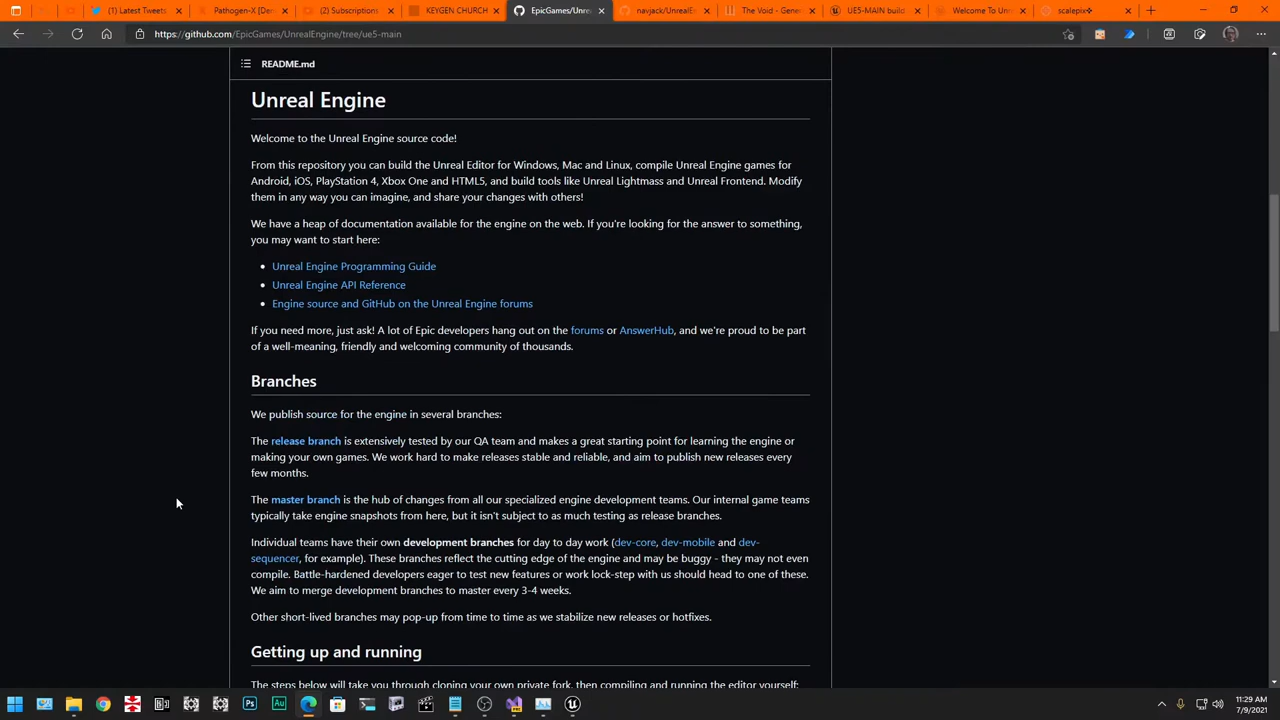 (1) Latest Tweets
Pathogen-X [Dem
(2) Subscriptions
KEYGEN CHURCH
EpicGames/Unre
navjack/UnrealEn
The Void - Gene
UE5-MAIN build
Welcome To Unr
scalepix
https://github.com/EpicGames/UnrealEngine/tree/ue5-main
README.md
Unreal Engine
Welcome to the Unreal Engine source code!
From this repository you can build the Unreal Editor for Windows, Mac and Linux, compile Unreal Engine games for
Android, iOS, PlayStation 4, Xbox One and HTML5, and build tools like Unreal Lightmass and Unreal Frontend. Modify
them in any way you can imagine, and share your changes with others!
We have a heap of documentation available for the engine on the web. If you're looking for the answer to something,
you may want to start here:
• Unreal Engine Programming Guide
• Unreal Engine API Reference
• Engine source and GitHub on the Unreal Engine forums
If you need more, just ask! A lot of Epic developers hang out on the forums or AnswerHub, and we're proud to be part
of a well-meaning, friendly and welcoming community of thousands.
Branches
We publish source for the engine in several branches:
The release branch is extensively tested by our QA team and makes a great starting point for learning the engine or
making your own games. We work hard to make releases stable and reliable, and aim to publish new releases every
few months.
The master branch is the hub of changes from all our specialized engine development teams. Our internal game teams
typically take engine snapshots from here, but it isn't subject to as much testing as release branches.
Individual teams have their own development branches for day to day work (dev-core, dev-mobile and dev-
sequencer, for example). These branches reflect the cutting edge of the engine and may be buggy - they may not even
compile. Battle-hardened developers eager to test new features or work lock-step with us should head to one of these.
We aim to merge development branches to master every 3-4 weeks.
Other short-lived branches may pop-up from time to time as we stabilize new releases or hotfixes.
Getting up and running
The steps below will take you through cloning your own private fork, then compiling and running the editor yourself:
Ps
Au
11:29 AM
7/9/2021